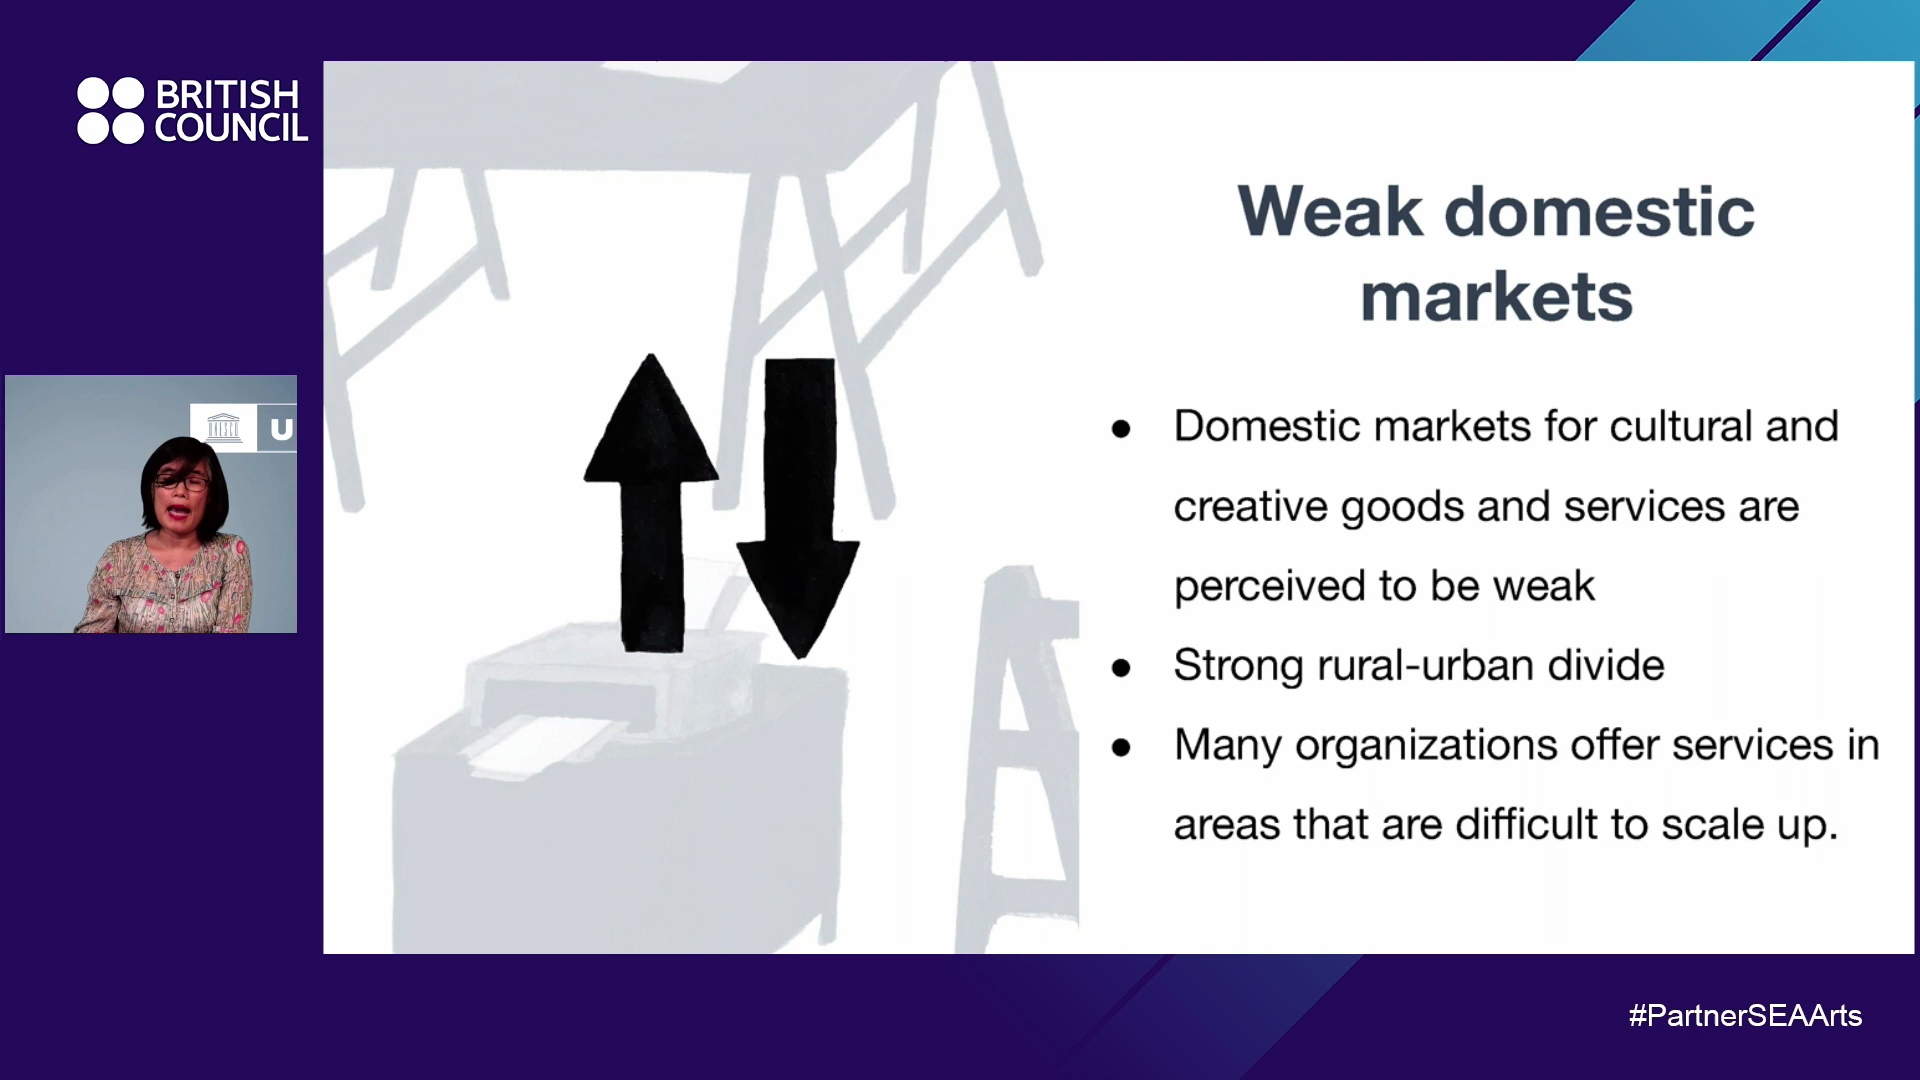 BRITISH
COUNCIL
UNESCO
U
Weak domestic
markets
● Domestic markets for cultural and
creative goods and services are
perceived to be weak
● Strong rural-urban divide
● Many organizations offer services in
areas that are difficult to scale up.
#PartnerSEAArts